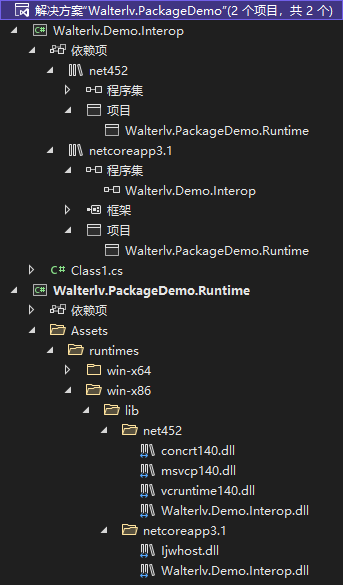 解决方案"Walterlv.PackageDemo"(2 个项目，共 2 个)
C# Walterlv.Demo.Interop
依赖项
net452
程序集
项目
Walterlv.PackageDemo.Runtime
netcoreapp3.1
程序集
Walterlv.Demo.Interop
框架
项目
Walterlv.PackageDemo.Runtime
C# Class1.cs
C# Walterlv.PackageDemo.Runtime
依赖项
Assets
runtimes
win-x64
win-x86
lib
net452
concrt140.dll
msvcp140.dll
vcruntime140.dll
Walterlv.Demo.Interop.dll
netcoreapp3.1
Ijwhost.dll
Walterlv.Demo.Interop.dll